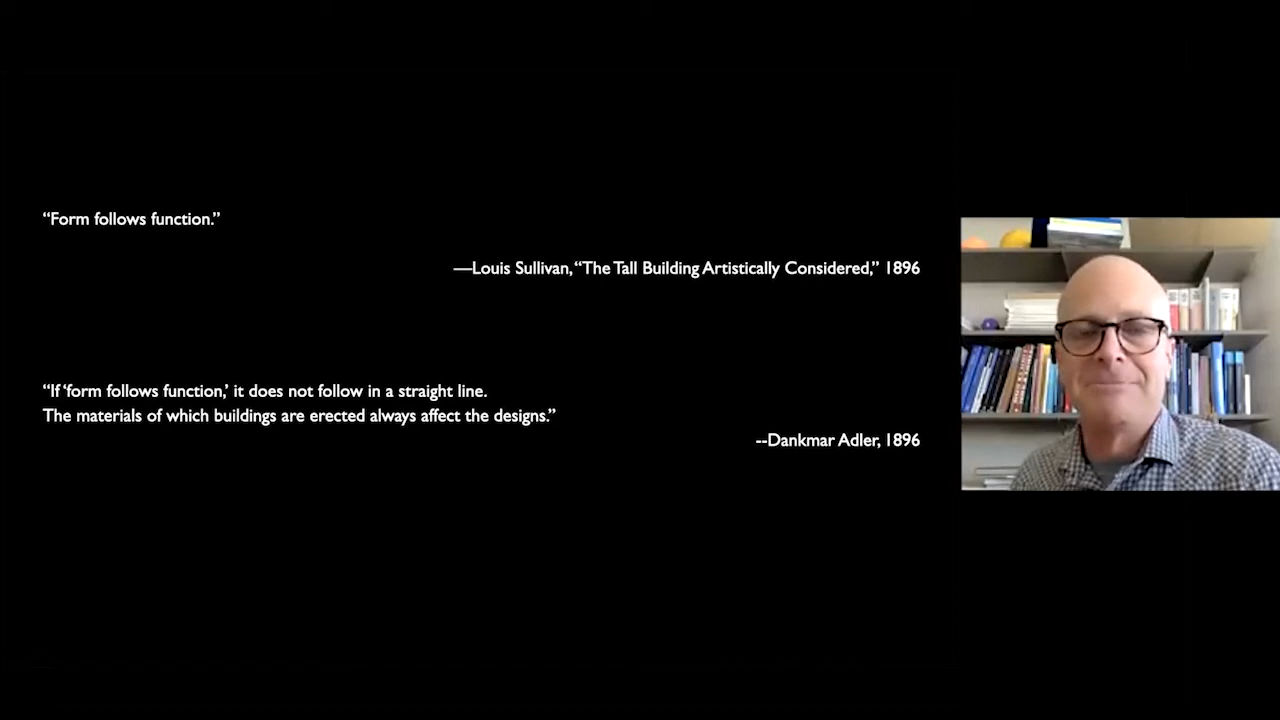 “Form follows function.”
—Louis Sullivan, “The Tall Building Artistically Considered,” 1896
“If ‘form follows function,’ it does not follow in a straight line.
The materials of which buildings are erected always affect the designs.”
--Dankmar Adler, 1896